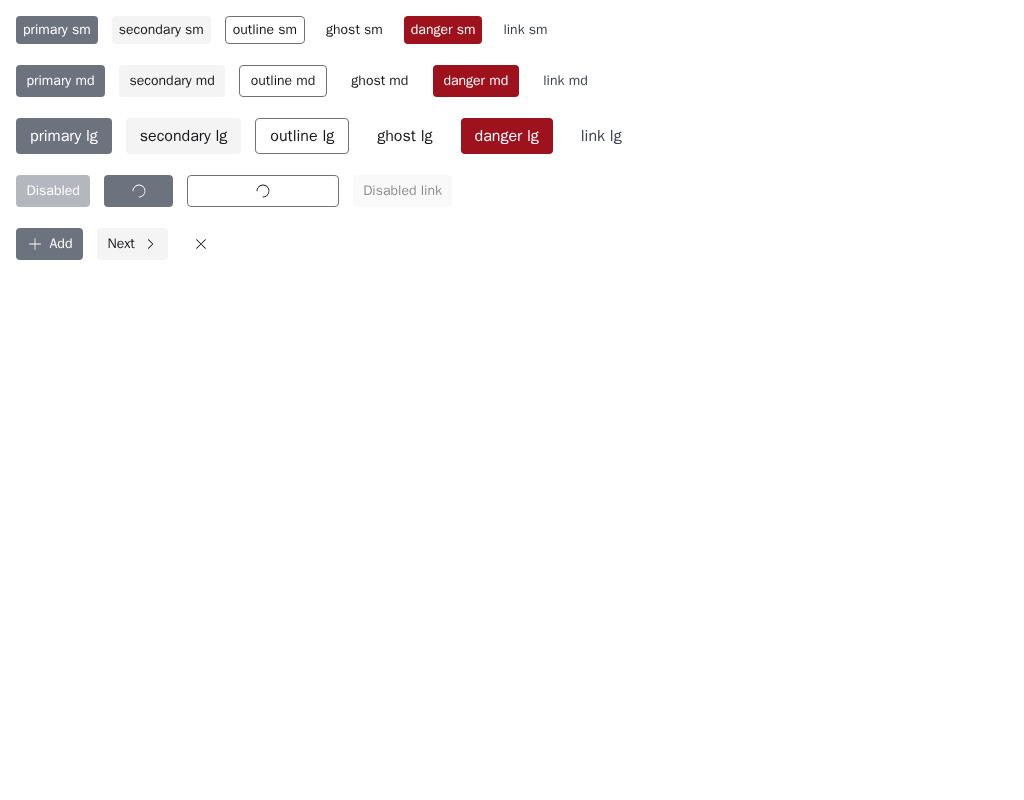 primary sm secondary sm outline sm ghost sm danger sm link sm
primary md secondary md outline md ghost md danger md link md
primary lg secondary lg outline lg ghost lg danger lg link lg
Disabled Disabled link
Add Next